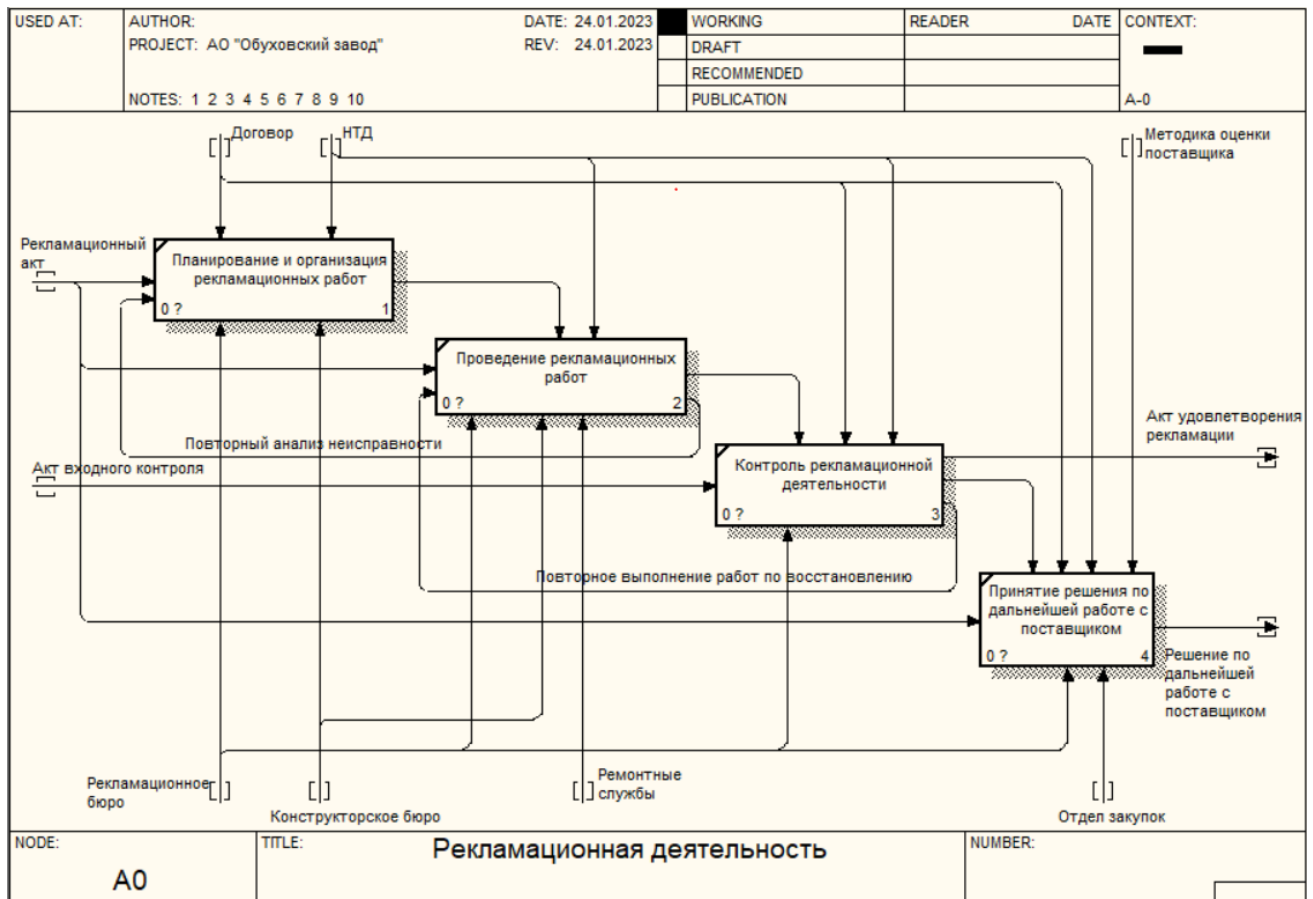 USED AT:
AUTHOR:
DATE: 24.01.2023
PROJECT: АО "Обуховский завод"
REV: 24.01.2023
NOTES: 1 2 3 4 5 6 7 8 9 10
WORKING
DRAFT
RECOMMENDED
PUBLICATION
READER
DATE
CONTEXT:
A-0
Договор
НТД
Методика оценки
поставщика
Рекламационный
акт
Планирование и организация
рекламационных работ
0 ?
1
Проведение рекламационных
работ
0 ?
2
Повторный анализ неисправности
Акт входного контроля
Контроль рекламационной
деятельности
0 ?
3
Акт удовлетворения
рекламации
Повторное выполнение работ по восстановлению
Принятие решения по
дальнейшей работе с
поставщиком
0 ?
4
Решение по
дальнейшей
работе с
поставщиком
Рекламационное
бюро
Конструкторское бюро
Ремонтные
службы
Отдел закупок
NODE:
A0
TITLE:
Рекламационная деятельность
NUMBER: